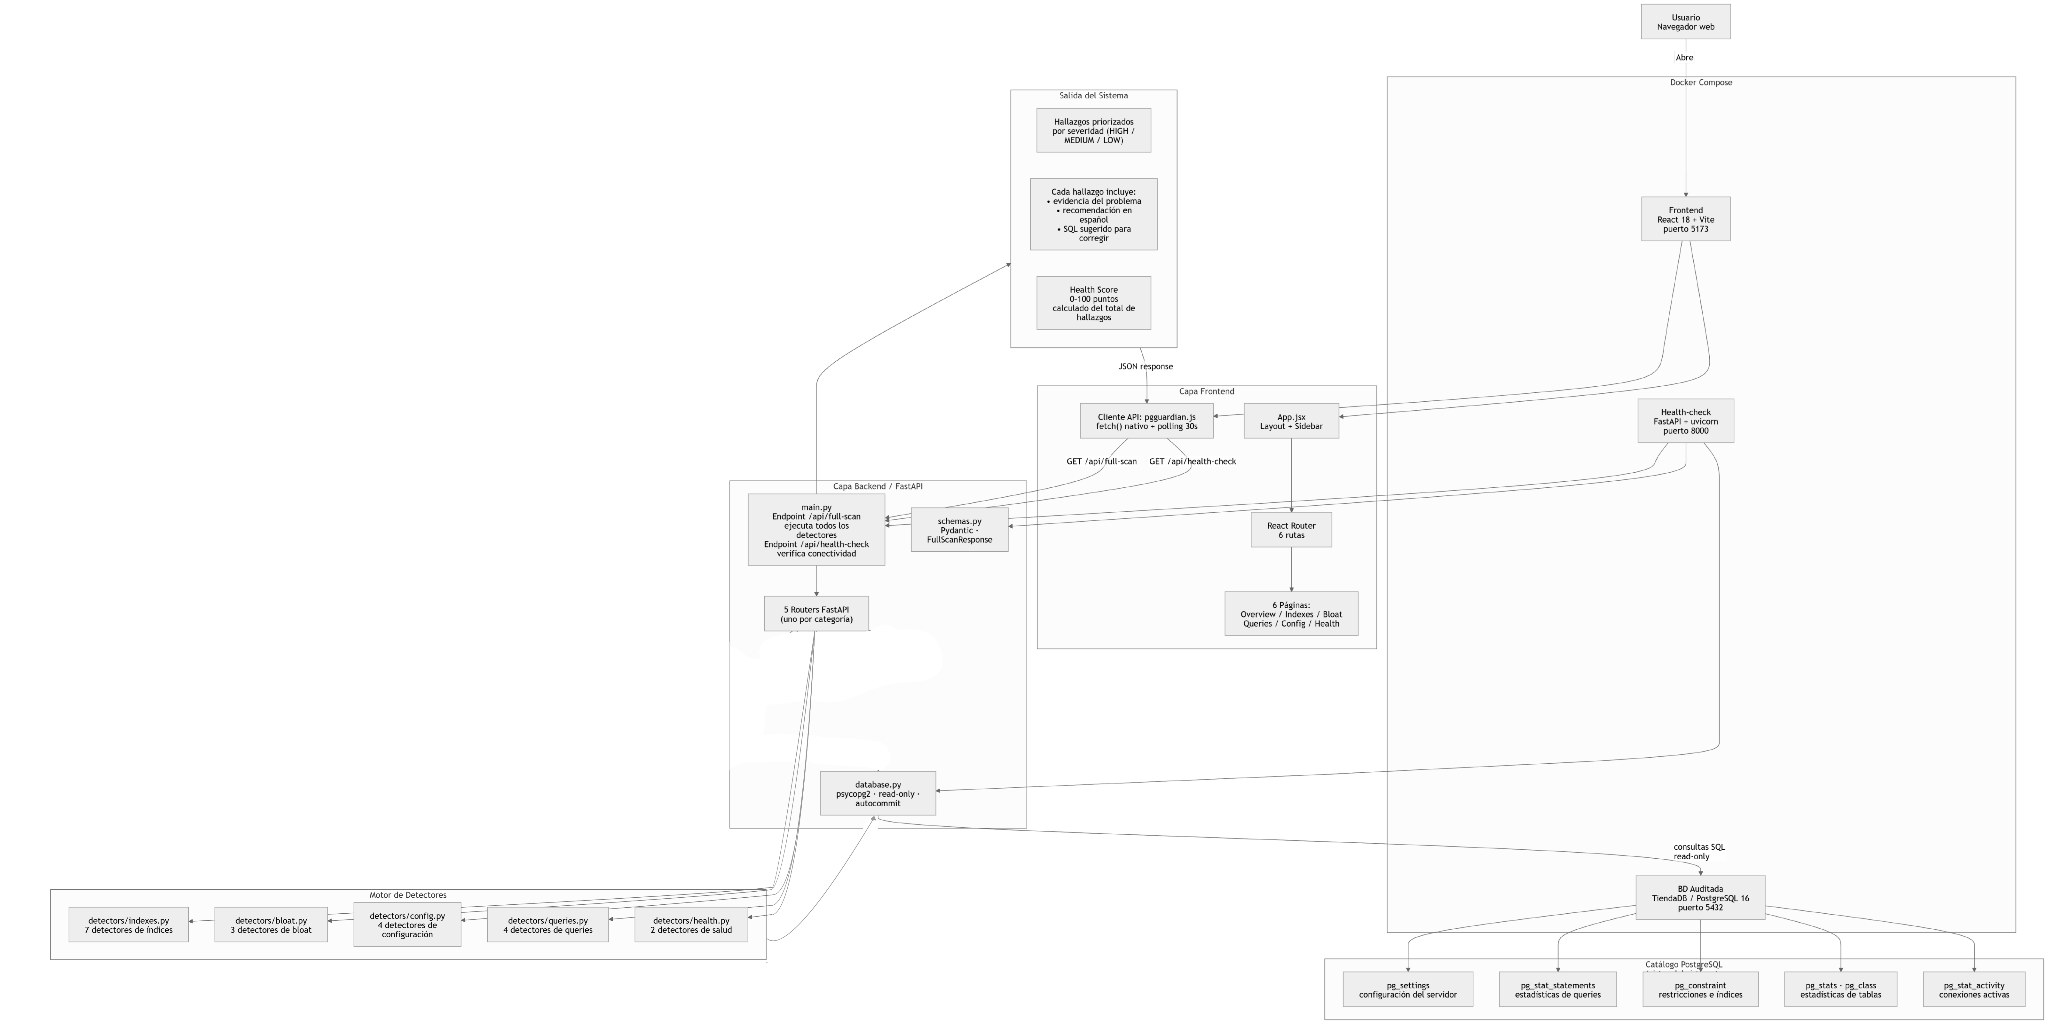 Usuario
Navegador web
Abre
Docker Compose
Salida del Sistema
Hallazgos priorizados
por severidad (HIGH /
MEDIUM / LOW)
Cada hallazgo incluye:
• evidencia del problema
• recomendación en
español
• SQL sugerido para
corregir
Health Score
0-100 puntos
calculado del total de
hallazgos
JSON response
Frontend
React 18 + Vite
puerto 5173
Capa Frontend
Cliente API: pgguardian.js
fetch() nativo + polling 30s
App.jsx
Layout + Sidebar
GET /api/full-scan
GET /api/health-check
React Router
6 rutas
6 Páginas:
Overview / Indexes / Bloat
Queries / Config / Health
Health-check
FastAPI + uvicorn
puerto 8000
Capa Backend / FastAPI
main.py
Endpoint /api/full-scan
ejecuta todos los
detectores
Endpoint /api/health-check
verifica conectividad
schemas.py
Pydantic ·
FullScanResponse
5 Routers FastAPI
(uno por categoría)
database.py
psycopg2 · read-only ·
autocommit
consultas SQL
read-only
BD Auditada
TiendaDB / PostgreSQL 16
puerto 5432
Motor de Detectores
detectors/indexes.py
7 detectores de índices
detectors/bloat.py
3 detectores de bloat
detectors/config.py
4 detectores de
configuración
detectors/queries.py
4 detectores de queries
detectors/health.py
2 detectores de salud
Catálogo PostgreSQL
pg_settings
configuración del servidor
pg_stat_statements
estadísticas de queries
pg_constraint
restricciones e índices
pg_stats · pg_class
estadísticas de tablas
pg_stat_activity
conexiones activas